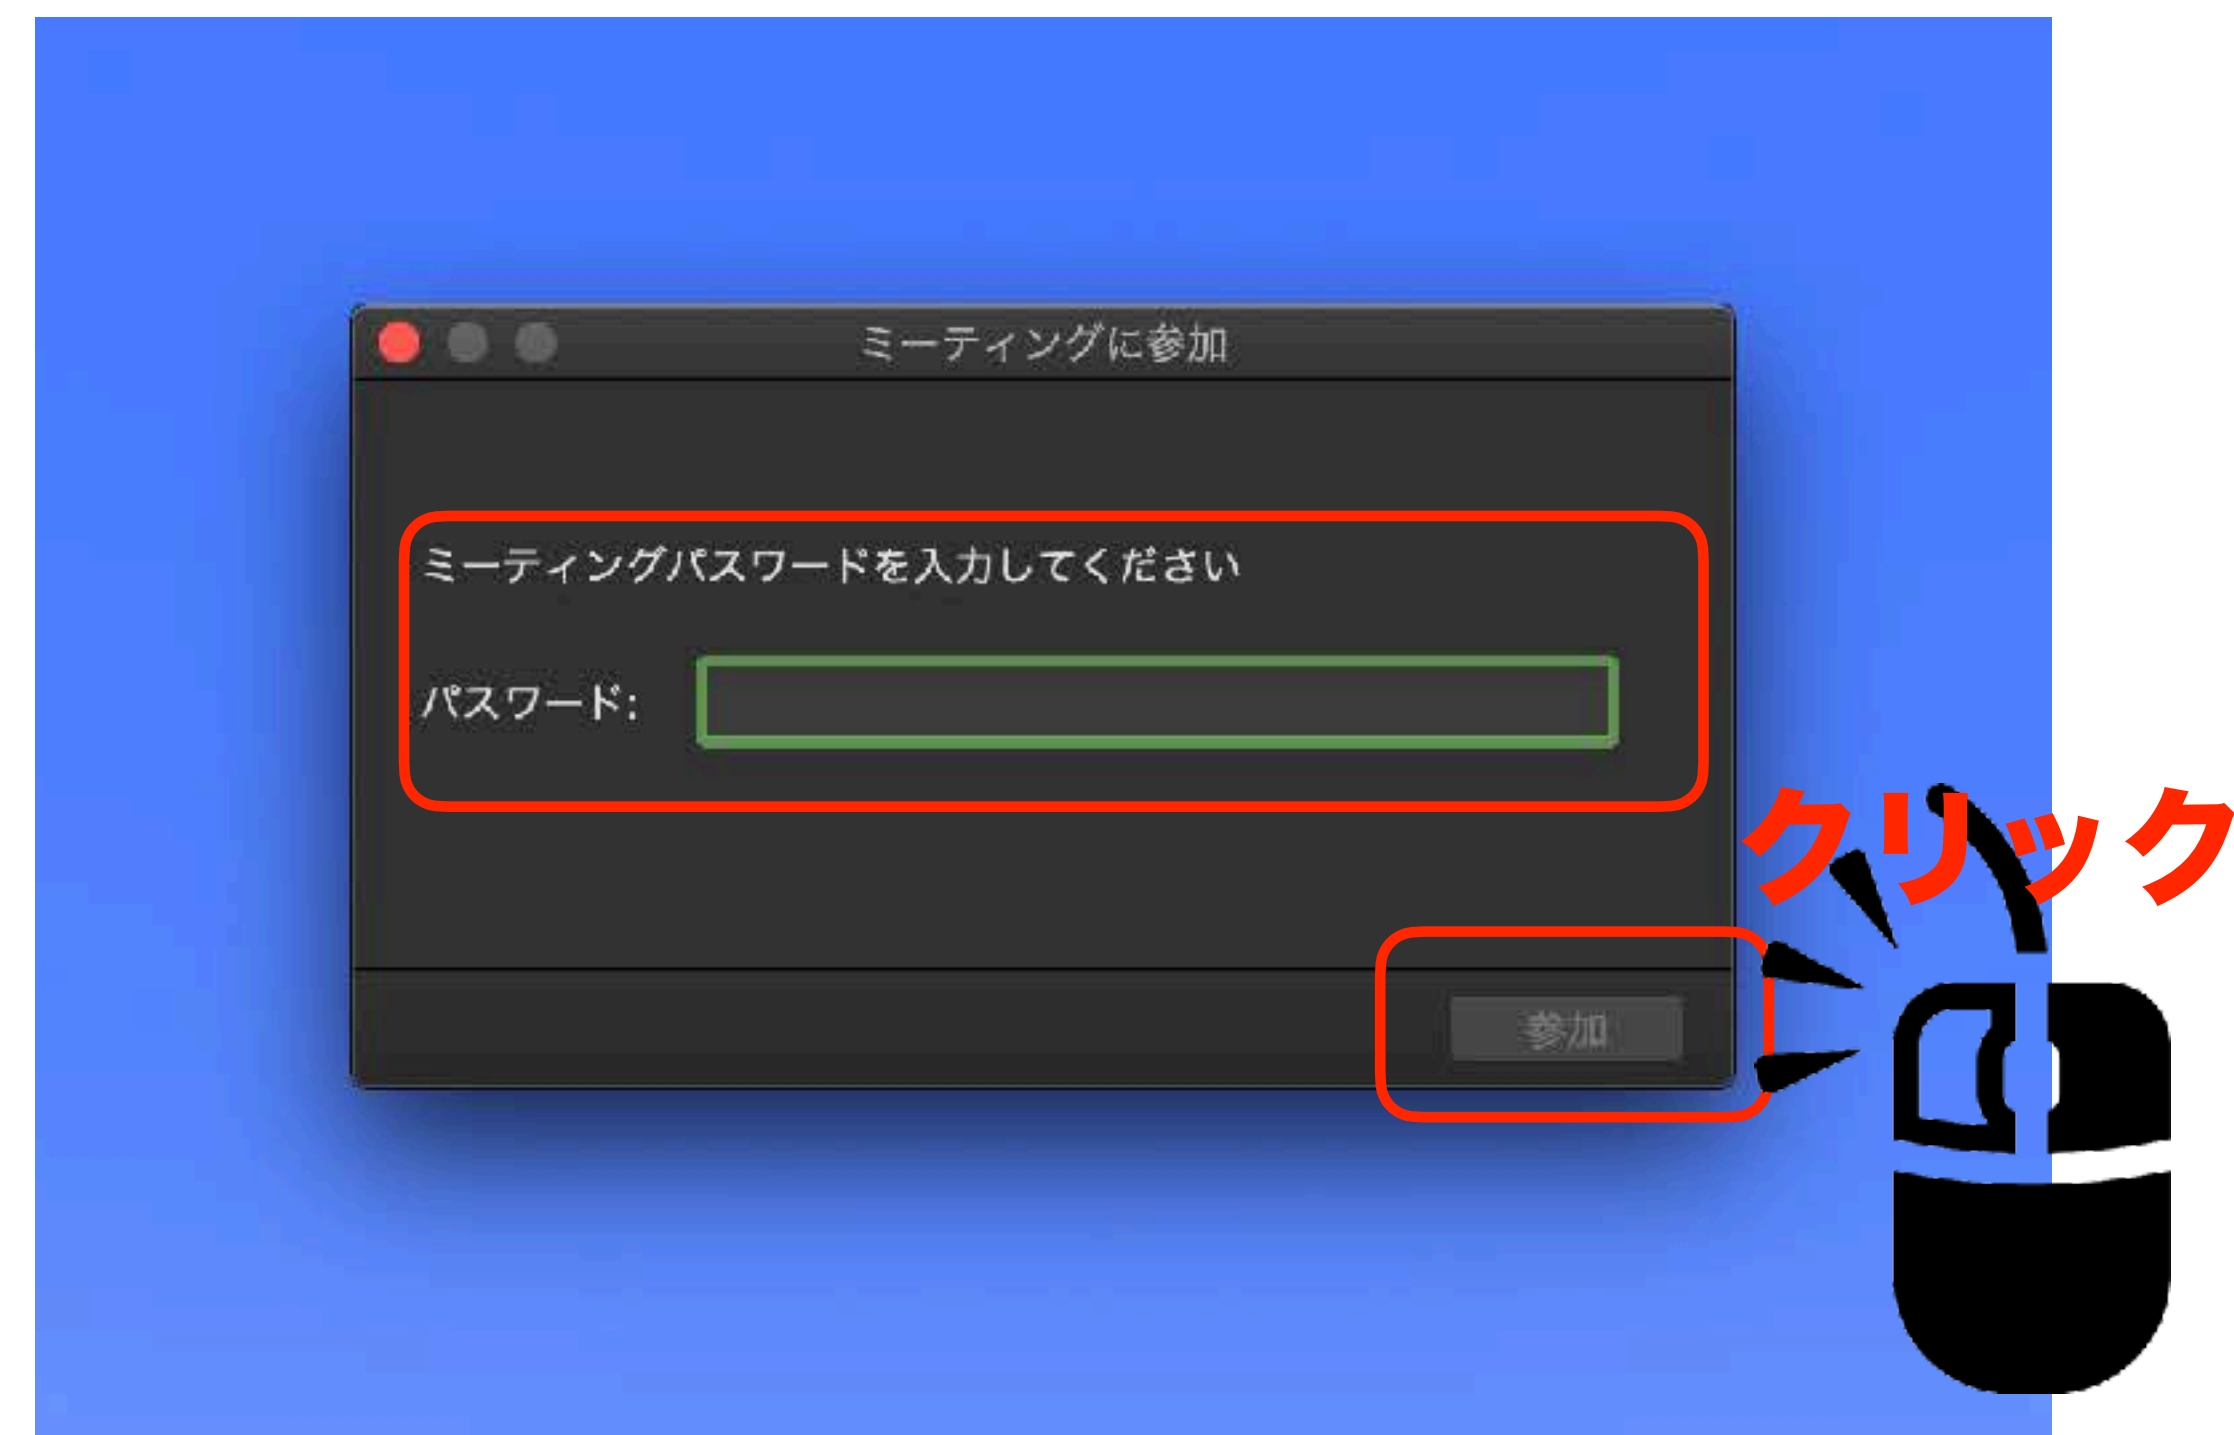 ミーティングに参加
ミーティングパスワードを入力してください
パスワード:
クリック
参加